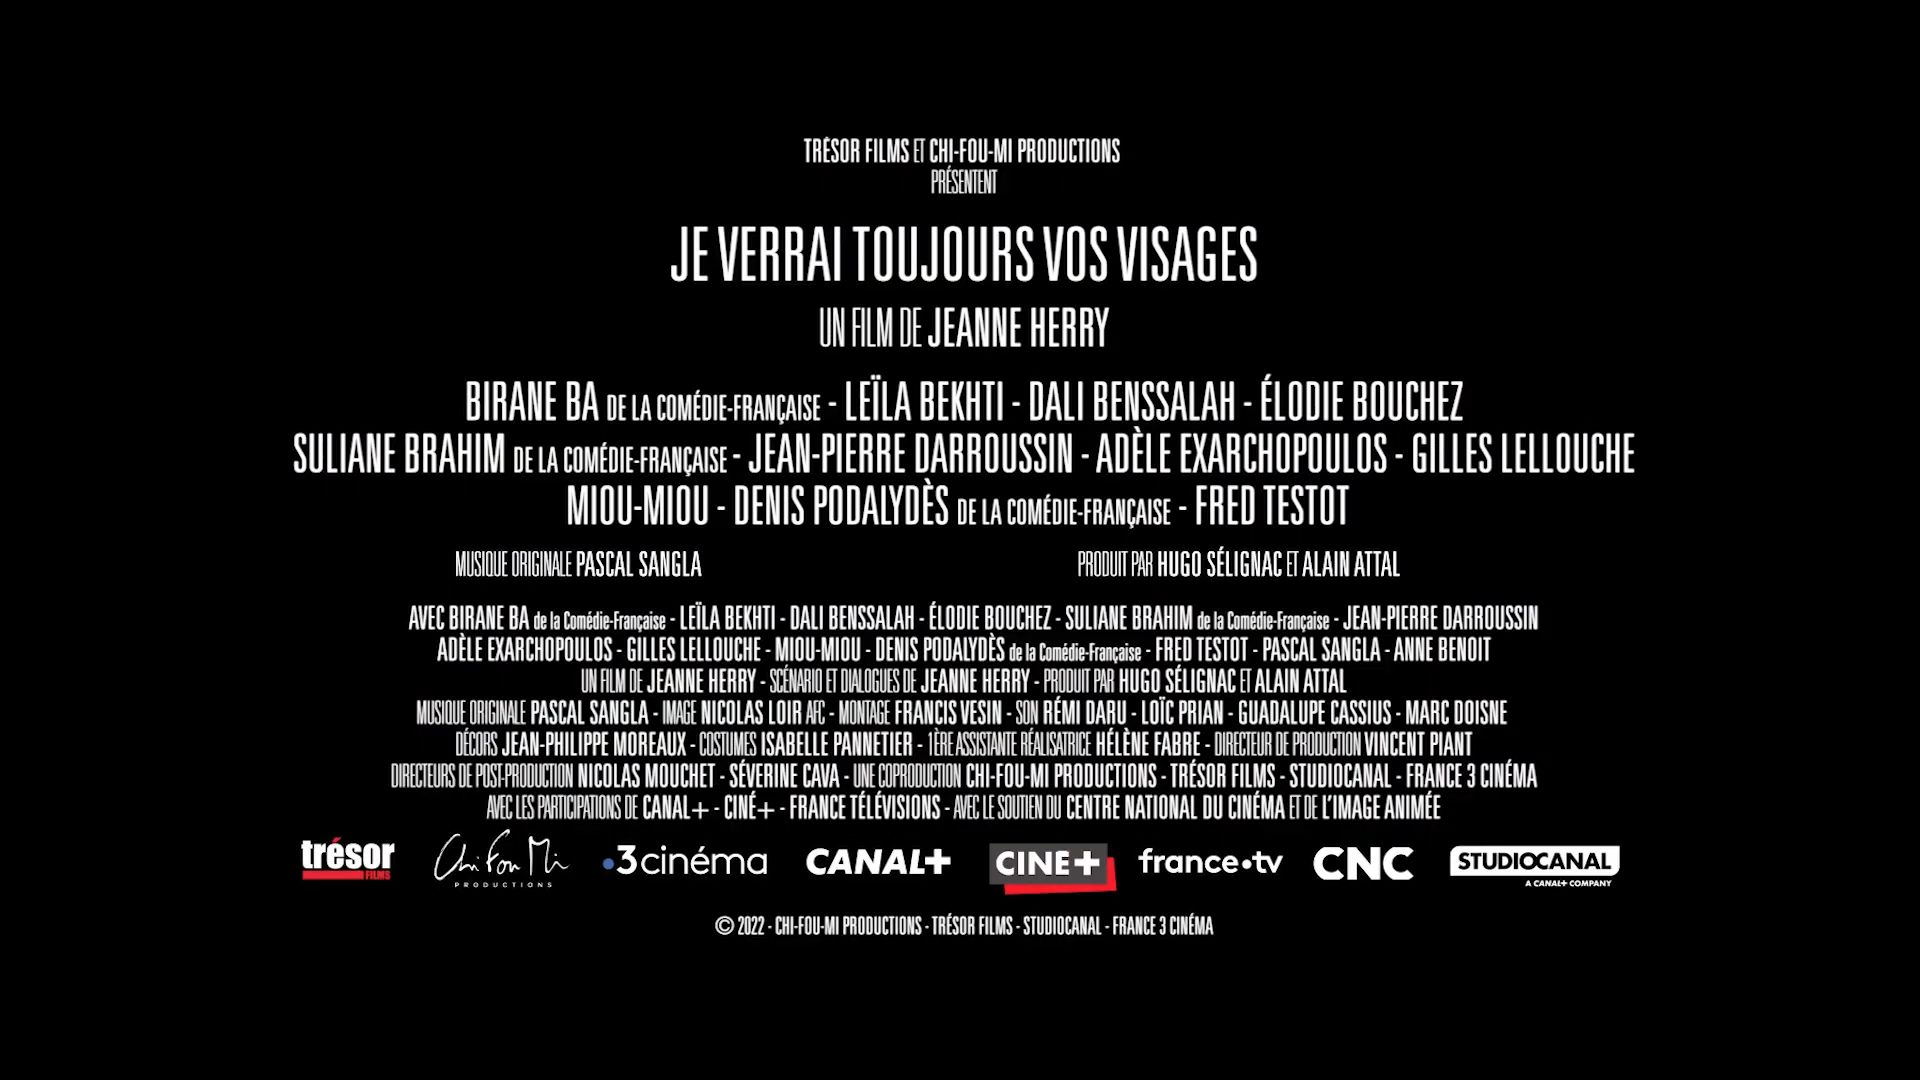 TRÉSOR FILMS ET CHI-FOU-MI PRODUCTIONS
PRÉSENTENT
JE VERRAI TOUJOURS VOS VISAGES
UN FILM DE JEANNE HERRY
BIRANE BA DE LA COMÉDIE-FRANÇAISE - LEÏLA BEKHTI - DALI BENSSALAH - ÉLODIE BOUCHEZ
SULIANE BRAHIM DE LA COMÉDIE-FRANÇAISE - JEAN-PIERRE DARROUSSIN - ADÈLE EXARCHOPOULOS - GILLES LELLOUCHE
MIOU-MIOU - DENIS PODALYDÈS DE LA COMÉDIE-FRANÇAISE - FRED TESTOT
MUSIQUE ORIGINALE PASCAL SANGLA
PRODUIT PAR HUGO SÉLIGNAC ET ALAIN ATTAL
AVEC BIRANE BA de la Comédie-Française - LEÏLA BEKHTI - DALI BENSSALAH - ÉLODIE BOUCHEZ - SULIANE BRAHIM de la Comédie-Française - JEAN-PIERRE DARROUSSIN
ADÈLE EXARCHOPOULOS - GILLES LELLOUCHE - MIOU-MIOU - DENIS PODALYDÈS de la Comédie-Française - FRED TESTOT - PASCAL SANGLA - ANNE BENOIT
UN FILM DE JEANNE HERRY - SCÉNARIO ET DIALOGUES DE JEANNE HERRY - PRODUIT PAR HUGO SÉLIGNAC ET ALAIN ATTAL
MUSIQUE ORIGINALE PASCAL SANGLA - IMAGE NICOLAS LOIR AFC - MONTAGE FRANCIS VESIN - SON RÉMI DARU - LOÏC PRIAN - GUADALUPE CASSIUS - MARC DOISNE
DÉCORS JEAN-PHILIPPE MOREAUX - COSTUMES ISABELLE PANNETIER - 1ÈRE ASSISTANTE RÉALISATRICE HÉLÈNE FABRE - DIRECTEUR DE PRODUCTION VINCENT PIANT
DIRECTEURS DE POST-PRODUCTION NICOLAS MOUCHET - SÉVERINE CAVA - UNE COPRODUCTION CHI-FOU-MI PRODUCTIONS - TRÉSOR FILMS - STUDIOCANAL - FRANCE 3 CINÉMA
AVEC LES PARTICIPATIONS DE CANAL+ - CINÉ+ - FRANCE TÉLÉVISIONS - AVEC LE SOUTIEN DU CENTRE NATIONAL DU CINÉMA ET DE L'IMAGE ANIMÉE
trésor FILMS
Chi Fou Mi PRODUCTIONS
•3 cinéma
CANAL+
CINE+
france•tv
CNC
STUDIOCANAL
A CANAL+ COMPANY
© 2022 - CHI-FOU-MI PRODUCTIONS - TRÉSOR FILMS - STUDIOCANAL - FRANCE 3 CINÉMA